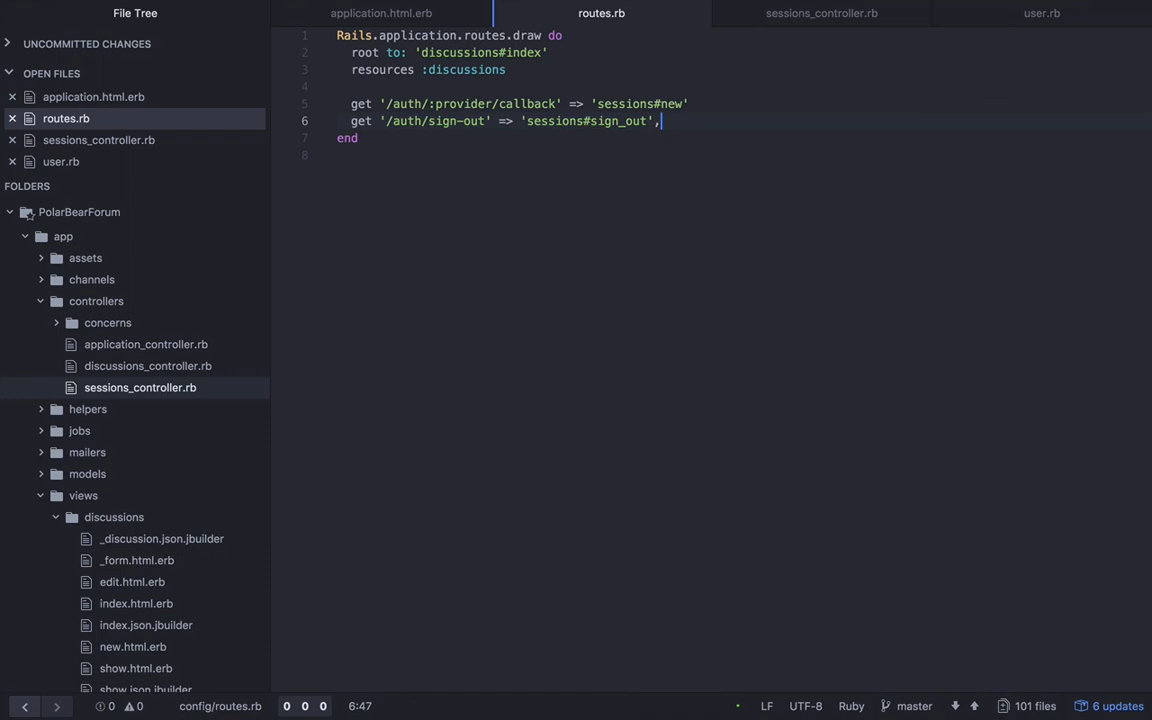 File Tree
UNCOMMITTED CHANGES
OPEN FILES
application.html.erb
routes.rb
sessions_controller.rb
user.rb
FOLDERS
PolarBearForum
app
assets
channels
controllers
concerns
application_controller.rb
discussions_controller.rb
sessions_controller.rb
helpers
jobs
mailers
models
views
discussions
_discussion.json.jbuilder
_form.html.erb
edit.html.erb
index.html.erb
index.json.jbuilder
new.html.erb
show.html.erb
show.json.jbuilder
application.html.erb routes.rb sessions_controller.rb user.rb
1 Rails.application.routes.draw do
2 root to: 'discussions#index'
3 resources :discussions
4
5 get '/auth/:provider/callback' => 'sessions#new'
6 get '/auth/sign-out' => 'sessions#sign_out',
7 end
8
0 0 config/routes.rb 0 0 0 6:47 LF UTF-8 Ruby master 101 files 6 updates